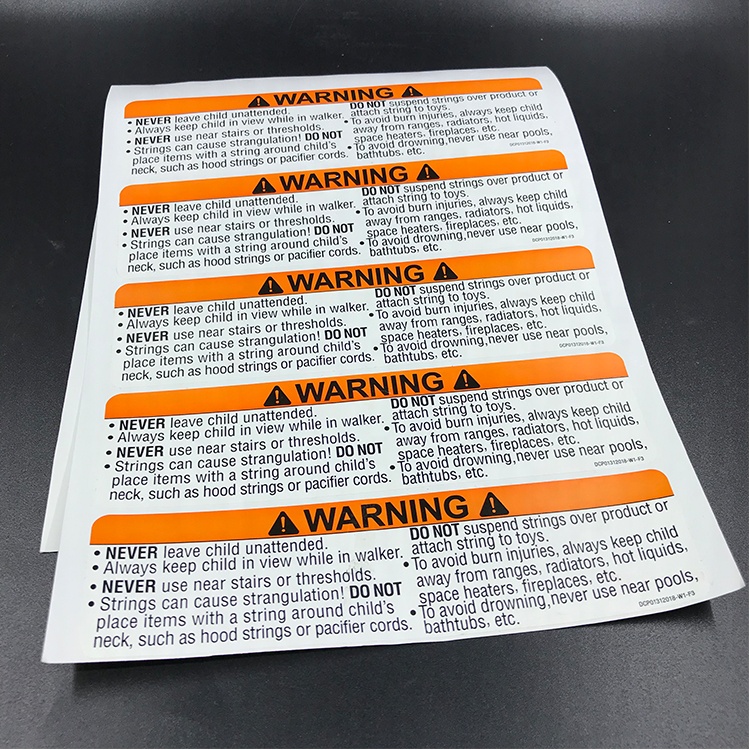 WARNING
• NEVER leave child unattended.
• Always keep child in view while in walker.
• NEVER use near stairs or thresholds.
• Strings can cause strangulation! DO NOT
place items with a string around child's
neck, such as hood strings or pacifier cords.
DO NOT suspend strings over product or
attach string to toys.
• To avoid burn injuries, always keep child
away from ranges, radiators, hot liquids,
space heaters, fireplaces, etc.
• To avoid drowning,never use near pools,
bathtubs, etc.
DCP01312018-W1-F3
WARNING
• NEVER leave child unattended.
• Always keep child in view while in walker.
• NEVER use near stairs or thresholds.
• Strings can cause strangulation! DO NOT
place items with a string around child's
neck, such as hood strings or pacifier cords.
DO NOT suspend strings over product or
attach string to toys.
• To avoid burn injuries, always keep child
away from ranges, radiators, hot liquids,
space heaters, fireplaces, etc.
• To avoid drowning,never use near pools,
bathtubs, etc.
DCP01312018-W1-F3
WARNING
• NEVER leave child unattended.
• Always keep child in view while in walker.
• NEVER use near stairs or thresholds.
• Strings can cause strangulation! DO NOT
place items with a string around child's
neck, such as hood strings or pacifier cords.
DO NOT suspend strings over product or
attach string to toys.
• To avoid burn injuries, always keep child
away from ranges, radiators, hot liquids,
space heaters, fireplaces, etc.
• To avoid drowning,never use near pools,
bathtubs, etc.
DCP01312018-W1-F3
WARNING
• NEVER leave child unattended.
• Always keep child in view while in walker.
• NEVER use near stairs or thresholds.
• Strings can cause strangulation! DO NOT
place items with a string around child's
neck, such as hood strings or pacifier cords.
DO NOT suspend strings over product or
attach string to toys.
• To avoid burn injuries, always keep child
away from ranges, radiators, hot liquids,
space heaters, fireplaces, etc.
• To avoid drowning,never use near pools,
bathtubs, etc.
DCP01312018-W1-F3
WARNING
• NEVER leave child unattended.
• Always keep child in view while in walker.
• NEVER use near stairs or thresholds.
• Strings can cause strangulation! DO NOT
place items with a string around child's
neck, such as hood strings or pacifier cords.
DO NOT suspend strings over product or
attach string to toys.
• To avoid burn injuries, always keep child
away from ranges, radiators, hot liquids,
space heaters, fireplaces, etc.
• To avoid drowning,never use near pools,
bathtubs, etc.
DCP01312018-W1-F3